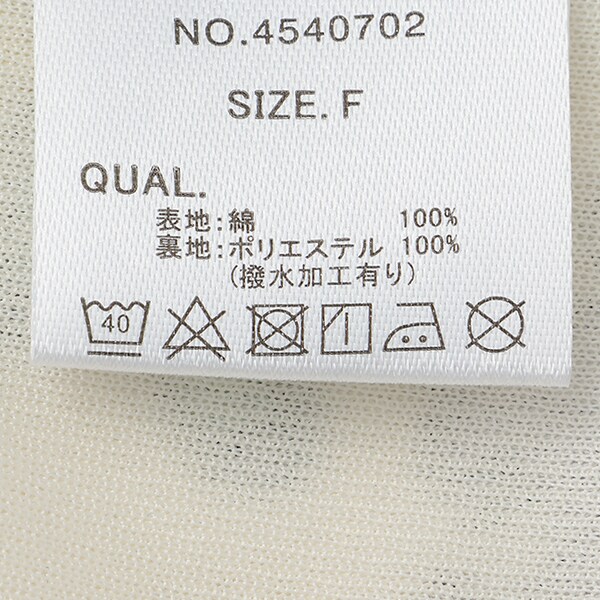 NO.4540702
SIZE. F
QUAL.
表地:綿 100%
裏地:ポリエステル 100%
(撥水加工有り)
40